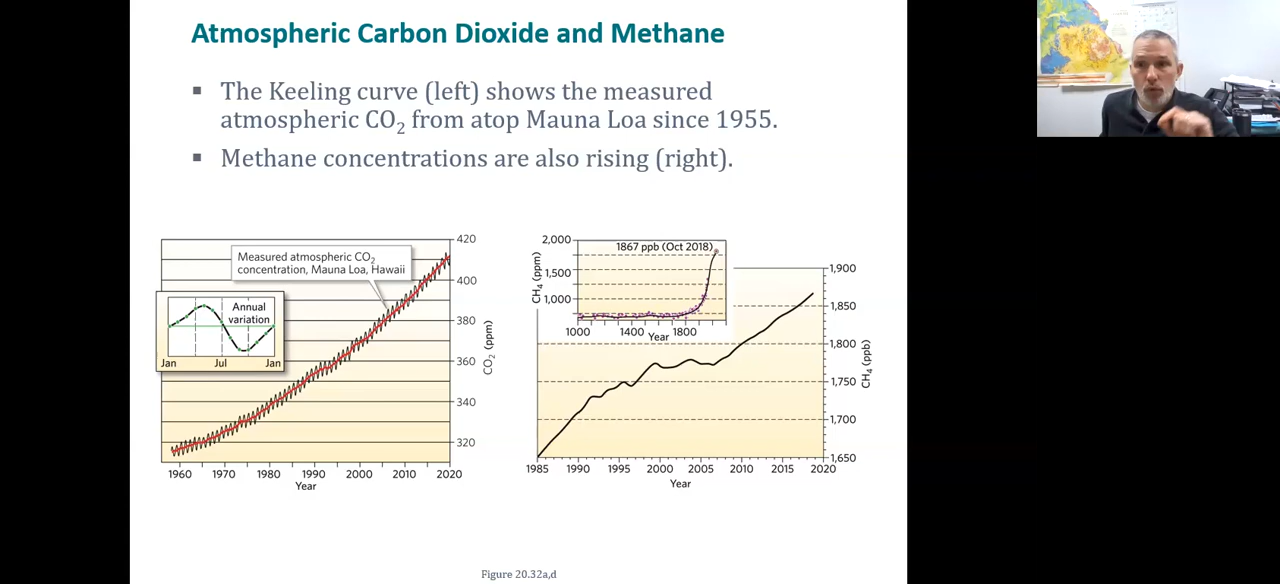 Atmospheric Carbon Dioxide and Methane
▪ The Keeling curve (left) shows the measured
atmospheric CO₂ from atop Mauna Loa since 1955.
▪ Methane concentrations are also rising (right).
Measured atmospheric CO₂
concentration, Mauna Loa, Hawaii
Annual
variation
Jan Jul Jan
420
400
380
360
340
320
CO₂ (ppm)
1960 1970 1980 1990 2000 2010 2020
Year
2,000
1,500
1,000
CH₄ (ppm)
1867 ppb (Oct 2018)
1000 1400 1800
Year
1,900
1,850
1,800
1,750
1,700
1,650
CH₄ (ppb)
1985 1990 1995 2000 2005 2010 2015 2020
Year
Figure 20.32a,d